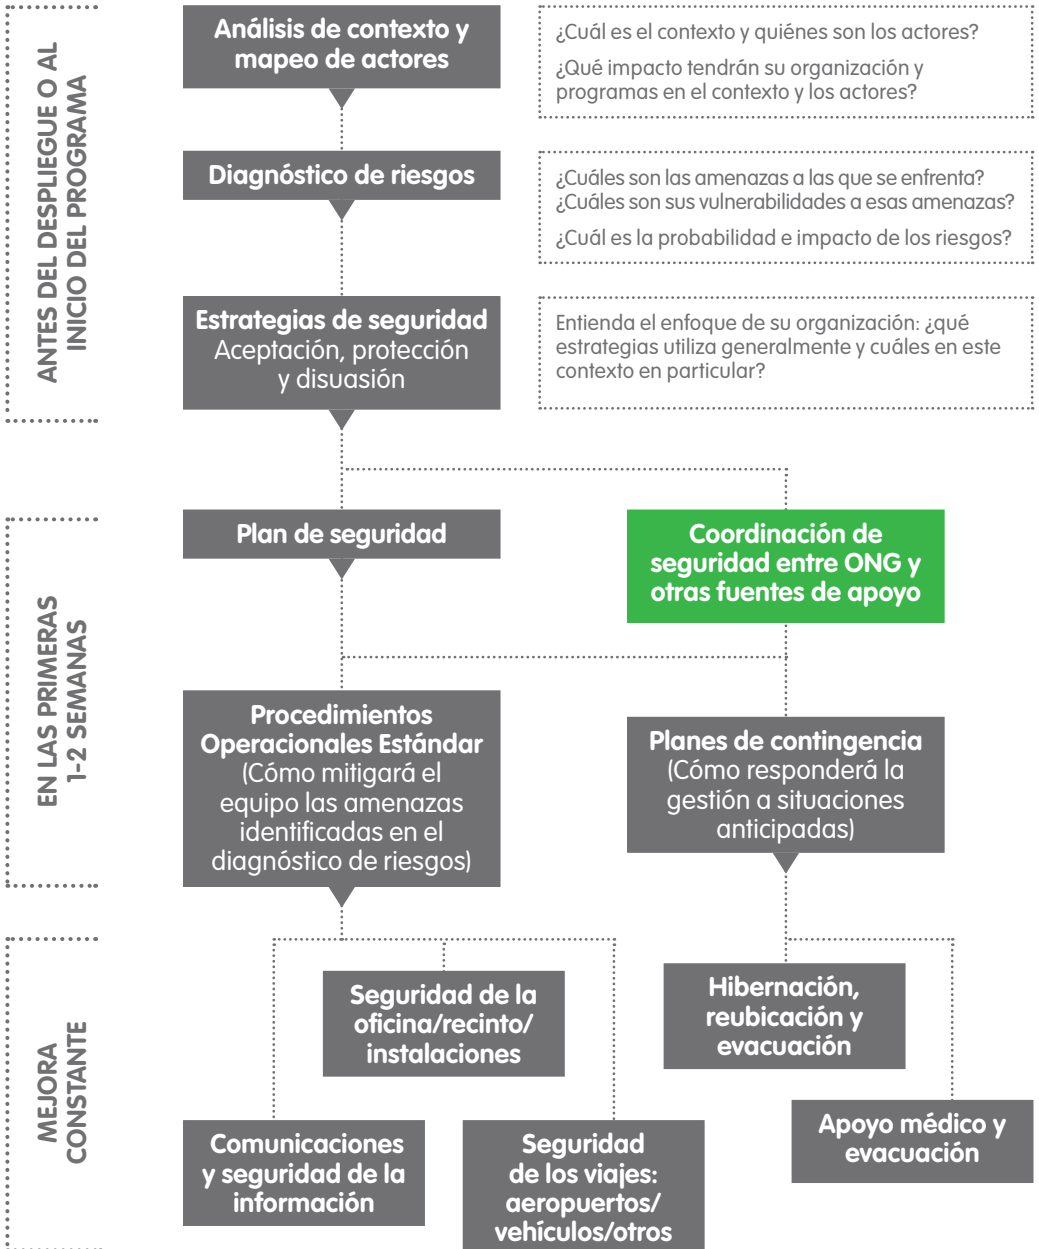 ANTES DEL DESPLIEGUE O AL
INICIO DEL PROGRAMA
Análisis de contexto y
mapeo de actores
¿Cuál es el contexto y quiénes son los actores?
¿Qué impacto tendrán su organización y
programas en el contexto y los actores?
Diagnóstico de riesgos
¿Cuáles son las amenazas a las que se enfrenta?
¿Cuáles son sus vulnerabilidades a esas amenazas?
¿Cuál es la probabilidad e impacto de los riesgos?
Estrategias de seguridad
Aceptación, protección
y disuasión
Entienda el enfoque de su organización: ¿qué
estrategias utiliza generalmente y cuáles en este
contexto en particular?
EN LAS PRIMERAS
1-2 SEMANAS
Plan de seguridad
Coordinación de
seguridad entre ONG y
otras fuentes de apoyo
Procedimientos
Operacionales Estándar
(Cómo mitigará el
equipo las amenazas
identificadas en el
diagnóstico de riesgos)
Planes de contingencia
(Cómo responderá la
gestión a situaciones
anticipadas)
MEJORA
CONSTANTE
Seguridad de la
oficina/recinto/
instalaciones
Hibernación,
reubicación y
evacuación
Comunicaciones
y seguridad de la
información
Seguridad
de los viajes:
aeropuertos/
vehículos/otros
Apoyo médico y
evacuación